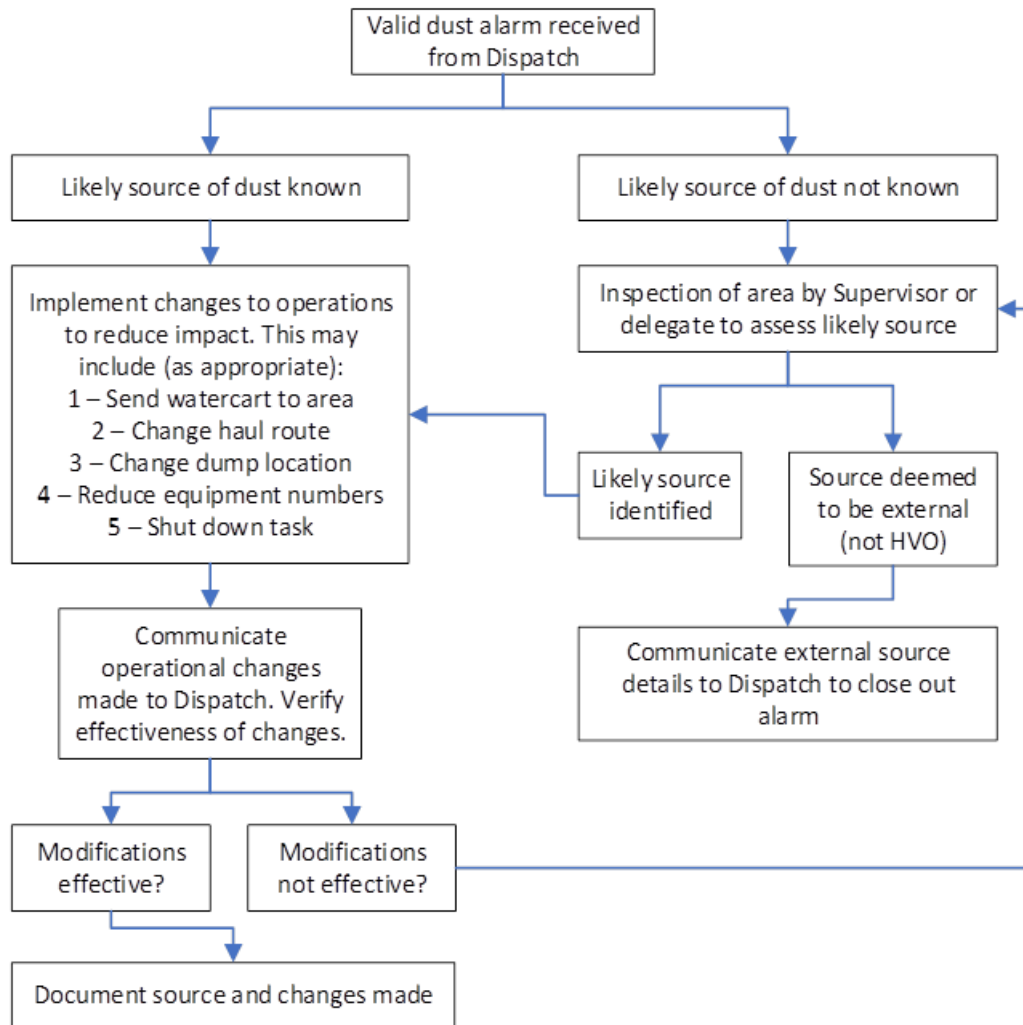 Valid dust alarm received
from Dispatch
Likely source of dust known
Likely source of dust not known
Implement changes to operations
to reduce impact. This may
include (as appropriate):
1 – Send watercart to area
2 – Change haul route
3 – Change dump location
4 – Reduce equipment numbers
5 – Shut down task
Inspection of area by Supervisor or
delegate to assess likely source
Likely source
identified
Source deemed
to be external
(not HVO)
Communicate
operational changes
made to Dispatch. Verify
effectiveness of changes.
Communicate external source
details to Dispatch to close out
alarm
Modifications
effective?
Modifications
not effective?
Document source and changes made